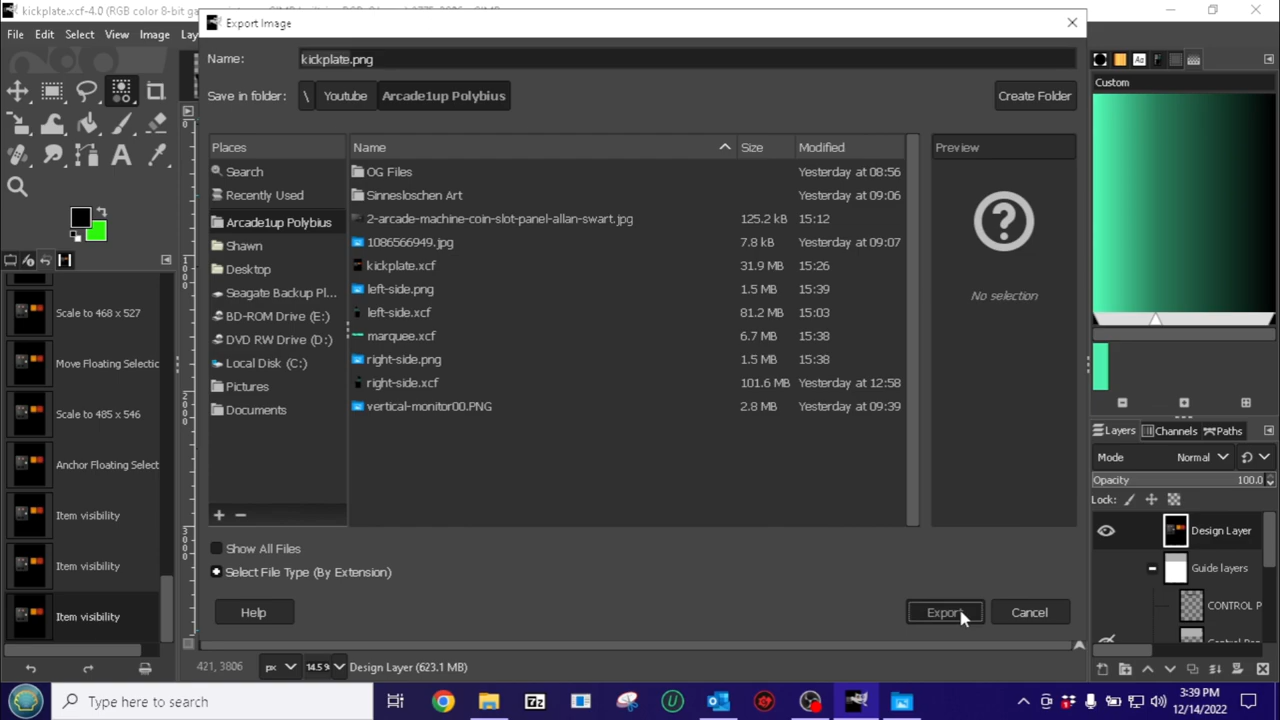 kickplate.xcf-4.0 (RGB color 8-bit
Export Image
File Edit Select View Image
Name: kickplate.png
Save in folder: \ Youtube Arcade1up Polybius Create Folder
Places Name Size Modified Preview
Search
Recently Used
Arcade1up Polybius
Shawn
Desktop
Seagate Backup Pl...
BD-ROM Drive (E:)
DVD RW Drive (D:)
Local Disk (C:)
Pictures
Documents
OG Files Yesterday at 08:56
Sinnesloschen Art Yesterday at 09:06
2-arcade-machine-coin-slot-panel-allan-swart.jpg 125.2 kB 15:12
1086566949.jpg 7.8 kB Yesterday at 09:07
kickplate.xcf 31.9 MB 15:26
left-side.png 1.5 MB 15:39
left-side.xcf 81.2 MB 15:03
marquee.xcf 6.7 MB 15:38
right-side.png 1.5 MB 15:38
right-side.xcf 101.6 MB Yesterday at 12:58
vertical-monitor00.PNG 2.8 MB Yesterday at 09:39
No selection
Show All Files
Select File Type (By Extension)
Help Export Cancel
Scale to 468 x 527
Move Floating Selectic
Scale to 485 x 546
Anchor Floating Select
Item visibility
Item visibility
Item visibility
Custom
Layers Channels Paths
Mode Normal
Opacity 100.0
Lock:
Design Layer
Guide layers
CONTROL P
421, 3806 px 14.5 % Design Layer (623.1 MB)
Type here to search
3:39 PM
12/14/2022